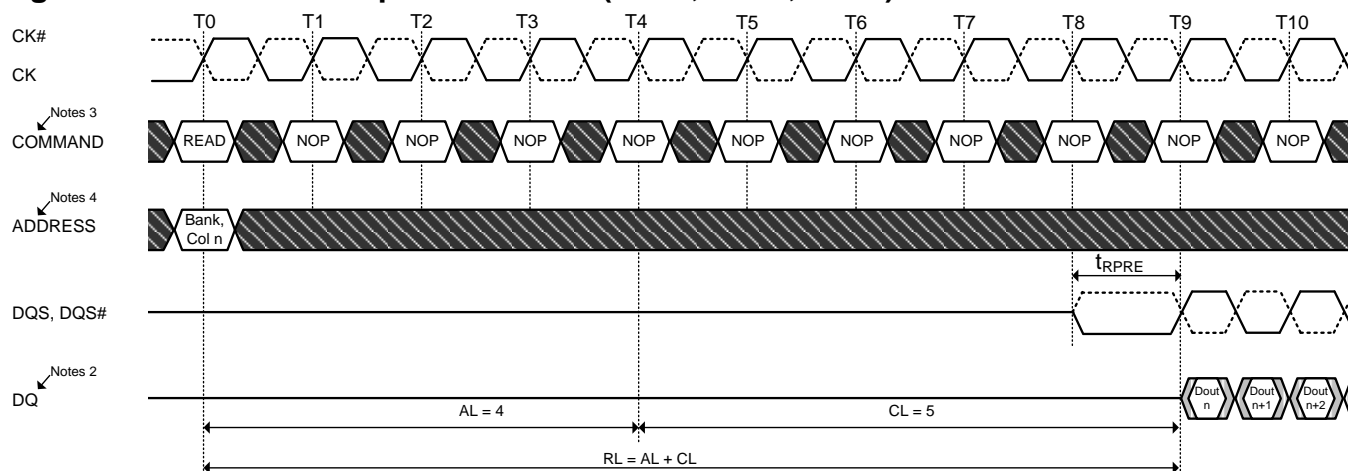 T0 T1 T2 T3 T4 T5 T6 T7 T8 T9 T10
CK#
CK
Notes 3
COMMAND
READ NOP NOP NOP NOP NOP NOP NOP NOP NOP NOP
Notes 4
ADDRESS
Bank,
Col n
tRPRE
DQS, DQS#
Notes 2
DQ
Dout
n
Dout
n+1
Dout
n+2
AL = 4
CL = 5
RL = AL + CL